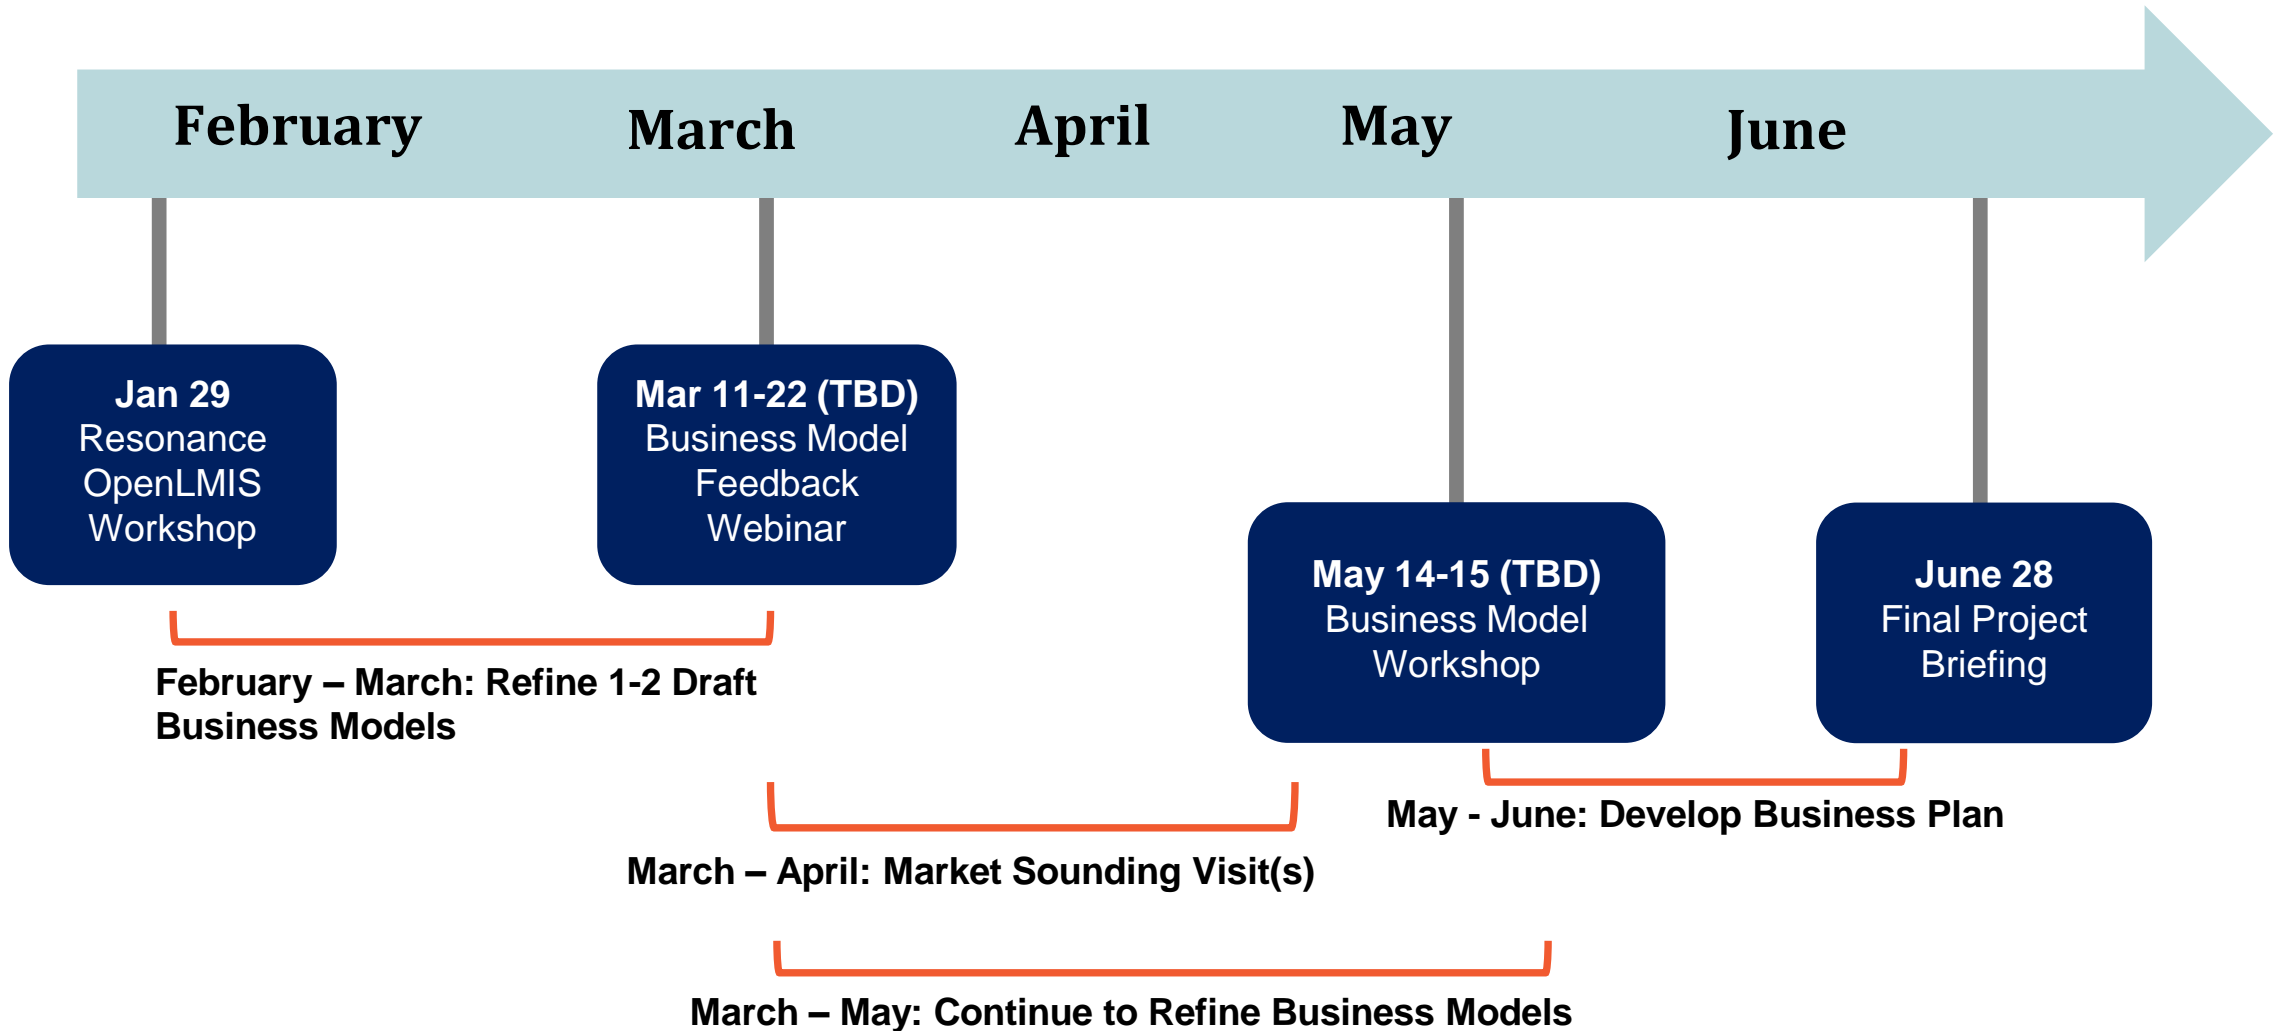 February
March
April
May
June
Jan 29
Resonance
OpenLMIS
Workshop
Mar 11-22 (TBD)
Business Model
Feedback
Webinar
May 14-15 (TBD)
Business Model
Workshop
June 28
Final Project
Briefing
February – March: Refine 1-2 Draft
Business Models
May - June: Develop Business Plan
March – April: Market Sounding Visit(s)
March – May: Continue to Refine Business Models